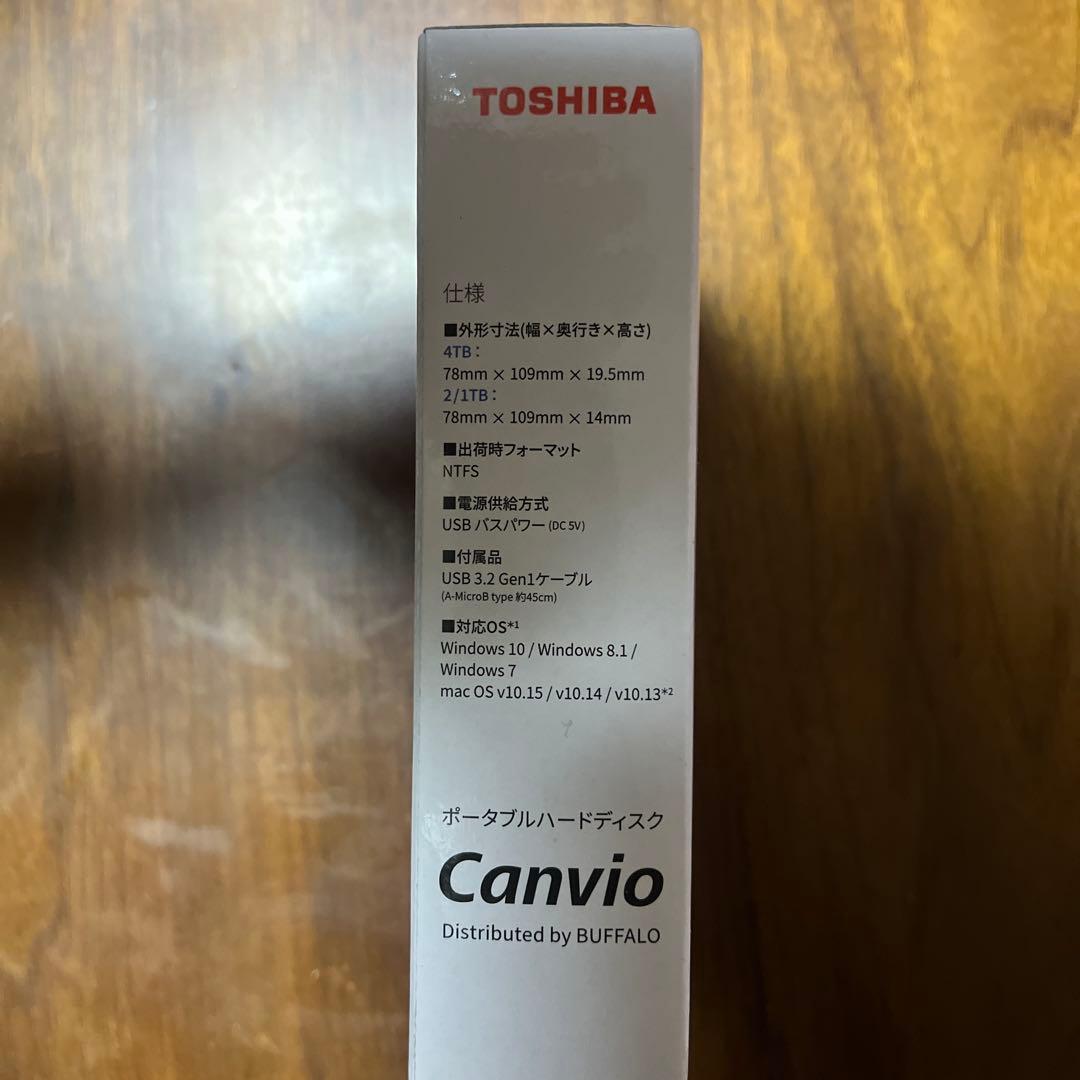 TOSHIBA
仕様
■外形寸法(幅×奥行き×高さ)
4TB：
78mm × 109mm × 19.5mm
2/1TB：
78mm × 109mm × 14mm
■出荷時フォーマット
NTFS
■電源供給方式
USB バスパワー (DC 5V)
■付属品
USB 3.2 Gen1ケーブル
(A-MicroB type 約45cm)
■対応OS*1
Windows 10 / Windows 8.1 /
Windows 7
mac OS v10.15 / v10.14 / v10.13*2
ポータブルハードディスク
Canvio
Distributed by BUFFALO